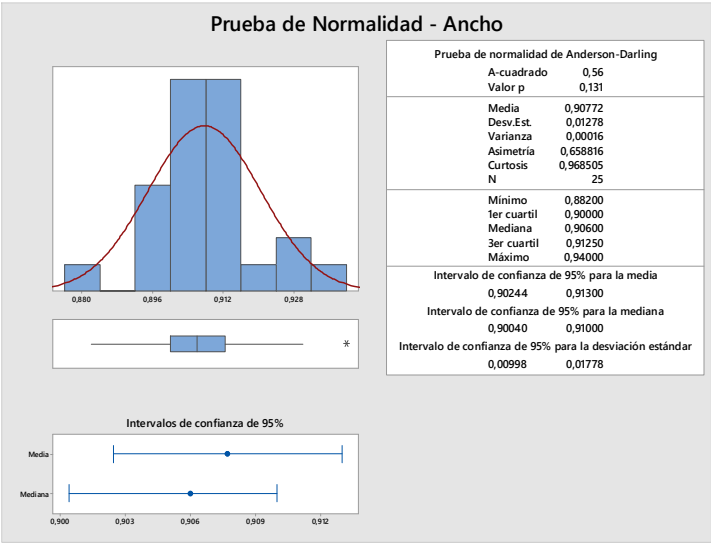 Prueba de Normalidad - Ancho
0,880 0,896 0,912 0,928
*
Intervalos de confianza de 95%
Media
Mediana
0,900 0,903 0,906 0,909 0,912
Prueba de normalidad de Anderson-Darling
A-cuadrado 0,56
Valor p 0,131
Media 0,90772
Desv.Est. 0,01278
Varianza 0,00016
Asimetría 0,658816
Curtosis 0,968505
N 25
Mínimo 0,88200
1er cuartil 0,90000
Mediana 0,90600
3er cuartil 0,91250
Máximo 0,94000
Intervalo de confianza de 95% para la media
0,90244 0,91300
Intervalo de confianza de 95% para la mediana
0,90040 0,91000
Intervalo de confianza de 95% para la desviación estándar
0,00998 0,01778